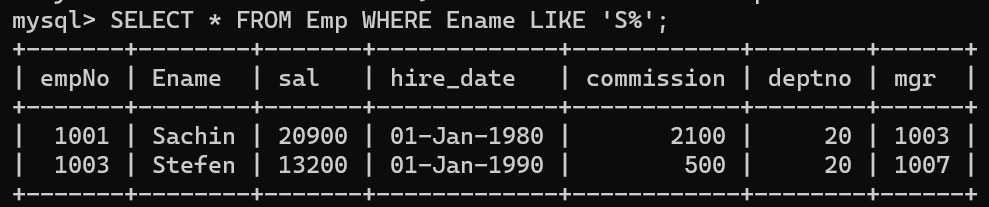 mysql> SELECT * FROM Emp WHERE Ename LIKE 'S%';
+-------+--------+-------+-------------+------------+--------+------+
| empNo | Ename  | sal   | hire_date   | commission | deptno | mgr  |
+-------+--------+-------+-------------+------------+--------+------+
|  1001 | Sachin | 20900 | 01-Jan-1980 |       2100 |     20 | 1003 |
|  1003 | Stefen | 13200 | 01-Jan-1990 |        500 |     20 | 1007 |
+-------+--------+-------+-------------+------------+--------+------+